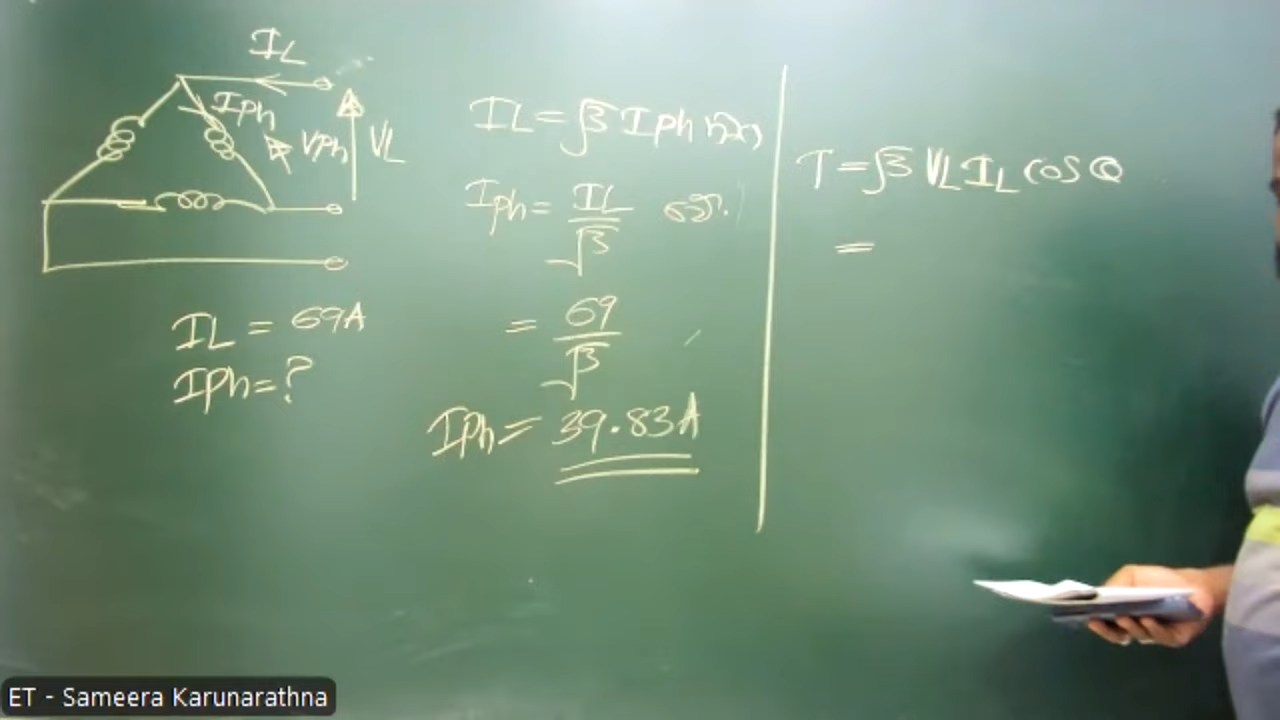 IL
Iph
Vph
VL
IL = 69A
Iph = ?
IL = √3 Iph නිසා
Iph = IL / √3
= 69 / √3
Iph = 39.83A
T = √3 VL IL cos Q
=
ET - Sameera Karunarathna